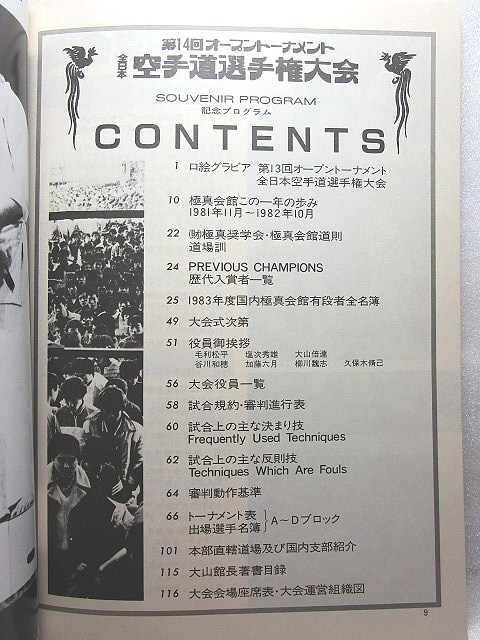 第14回オープントーナメント
全日本 空手道選手権大会
SOUVENIR PROGRAM
記念プログラム
CONTENTS
1 口絵グラビア 第13回オープントーナメント
全日本空手道選手権大会
10 極真会館この一年の歩み
1981年11月〜1982年10月
22 (財)極真奨学会・極真会館道則
道場訓
24 PREVIOUS CHAMPIONS
歴代入賞者一覧
25 1983年度国内極真会館有段者全名簿
49 大会式次第
51 役員御挨拶
毛利松平 塩次秀雄 大山倍達
谷川和穂 加藤六月 柳川魏志 久保木脩己
56 大会役員一覧
58 試合規約・審判進行表
60 試合上の主な決まり技
Frequently Used Techniques
62 試合上の主な反則技
Techniques Which Are Fouls
64 審判動作基準
66 トーナメント表
出場選手名簿 }A〜Dブロック
101 本部直轄道場及び国内支部紹介
115 大山館長著書目録
116 大会会場座席表・大会運営組織図
9